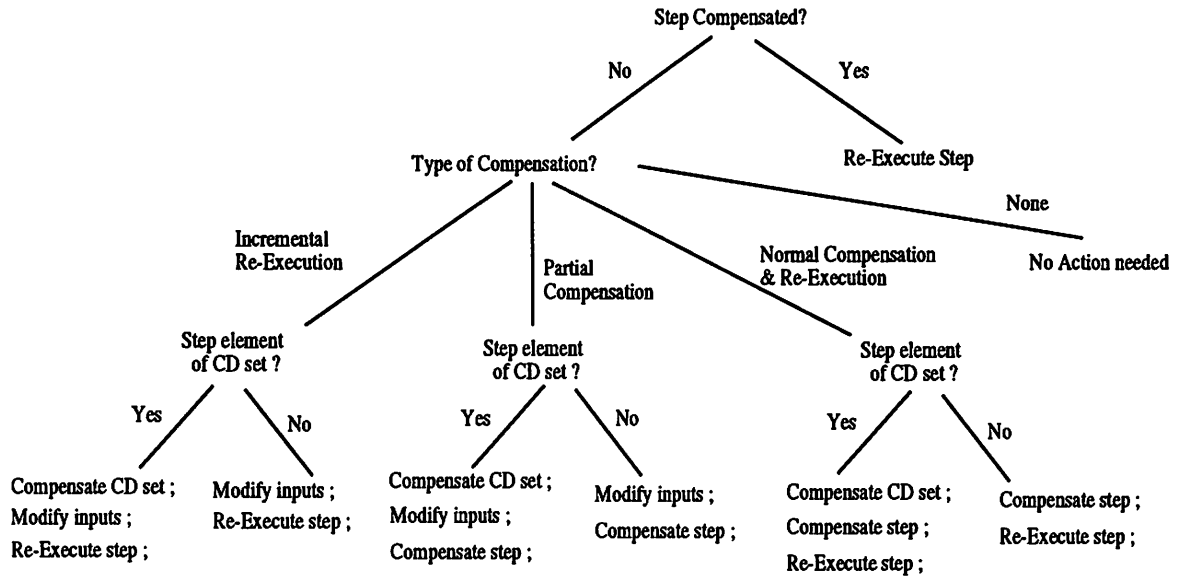 Step Compensated?
No
Yes
Type of Compensation?
Re-Execute Step
None
Incremental
Re-Execution
Partial
Compensation
Normal Compensation
& Re-Execution
No Action needed
Step element
of CD set ?
Step element
of CD set ?
Step element
of CD set ?
Yes
No
Yes
No
Yes
No
Compensate CD set ;
Modify inputs ;
Re-Execute step ;
Modify inputs ;
Re-Execute step ;
Compensate CD set ;
Modify inputs ;
Compensate step ;
Modify inputs ;
Compensate step ;
Compensate CD set ;
Compensate step ;
Re-Execute step ;
Compensate step ;
Re-Execute step ;